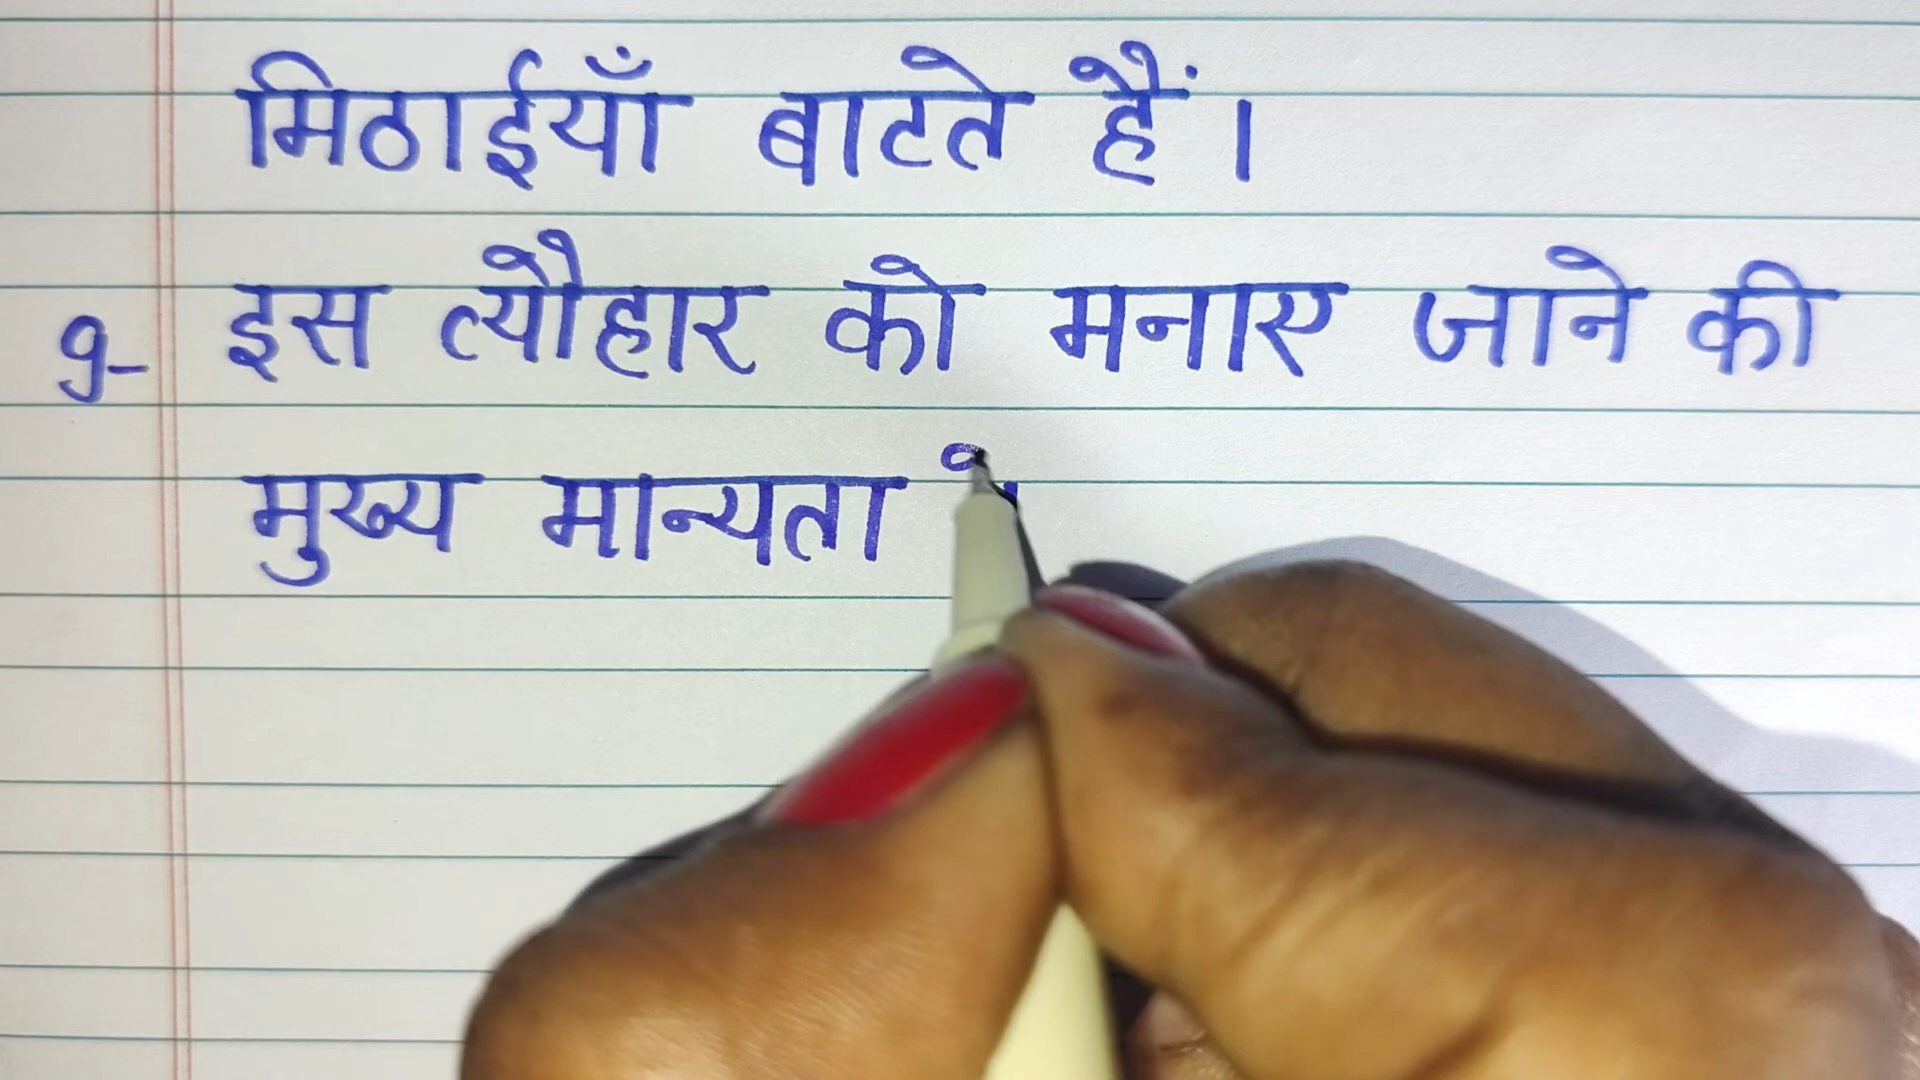 मिठाईयाँ बाटते हैं।
9- इस त्यौहार को मनाए जाने की
मुख्य मान्यता